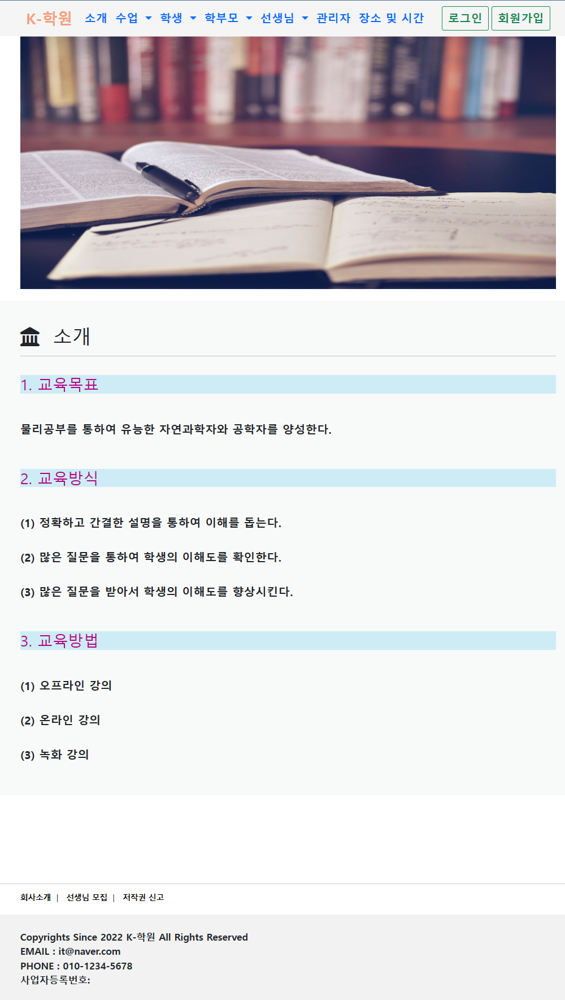 K-학원 소개 수업 학생 학부모 선생님 관리자 장소 및 시간 로그인 회원가입
소개
1. 교육목표
물리공부를 통하여 유능한 자연과학자와 공학자를 양성한다.
2. 교육방식
(1) 정확하고 간결한 설명을 통하여 이해를 돕는다.
(2) 많은 질문을 통하여 학생의 이해도를 확인한다.
(3) 많은 질문을 받아서 학생의 이해도를 향상시킨다.
3. 교육방법
(1) 오프라인 강의
(2) 온라인 강의
(3) 녹화 강의
회사소개 | 선생님 모집 | 저작권 신고
Copyrights Since 2022 K-학원 All Rights Reserved
EMAIL : it@naver.com
PHONE : 010-1234-5678
사업자등록번호: